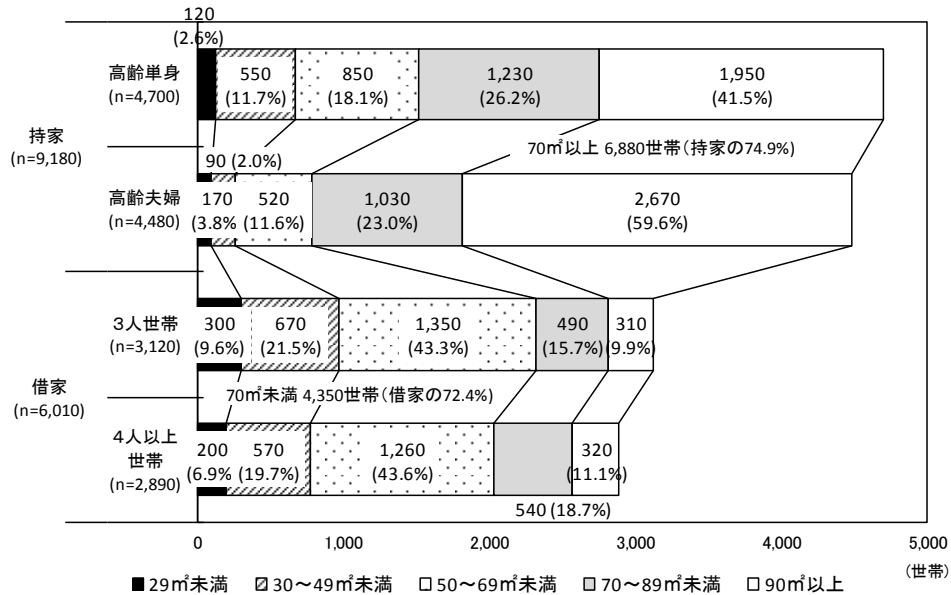 120
(2.6%)
高齢単身
(n=4,700)
550
(11.7%)
850
(18.1%)
1,230
(26.2%)
1,950
(41.5%)
持家
(n=9,180)
90 (2.0%)
70㎡以上 6,880世帯(持家の74.9%)
高齢夫婦
(n=4,480)
170
(3.8%
520
(11.6%)
1,030
(23.0%)
2,670
(59.6%)
3人世帯
(n=3,120)
300
(9.6%)
670
(21.5%)
1,350
(43.3%)
490
(15.7%)
310
(9.9%)
借家
(n=6,010)
70㎡未満 4,350世帯(借家の72.4%)
4人以上
世帯
(n=2,890)
200
(6.9%
570
(19.7%)
1,260
(43.6%)
320
(11.1%)
540 (18.7%)
0
1,000
2,000
3,000
4,000
5,000
(世帯)
29㎡未満
30～49㎡未満
50～69㎡未満
70～89㎡未満
90㎡以上